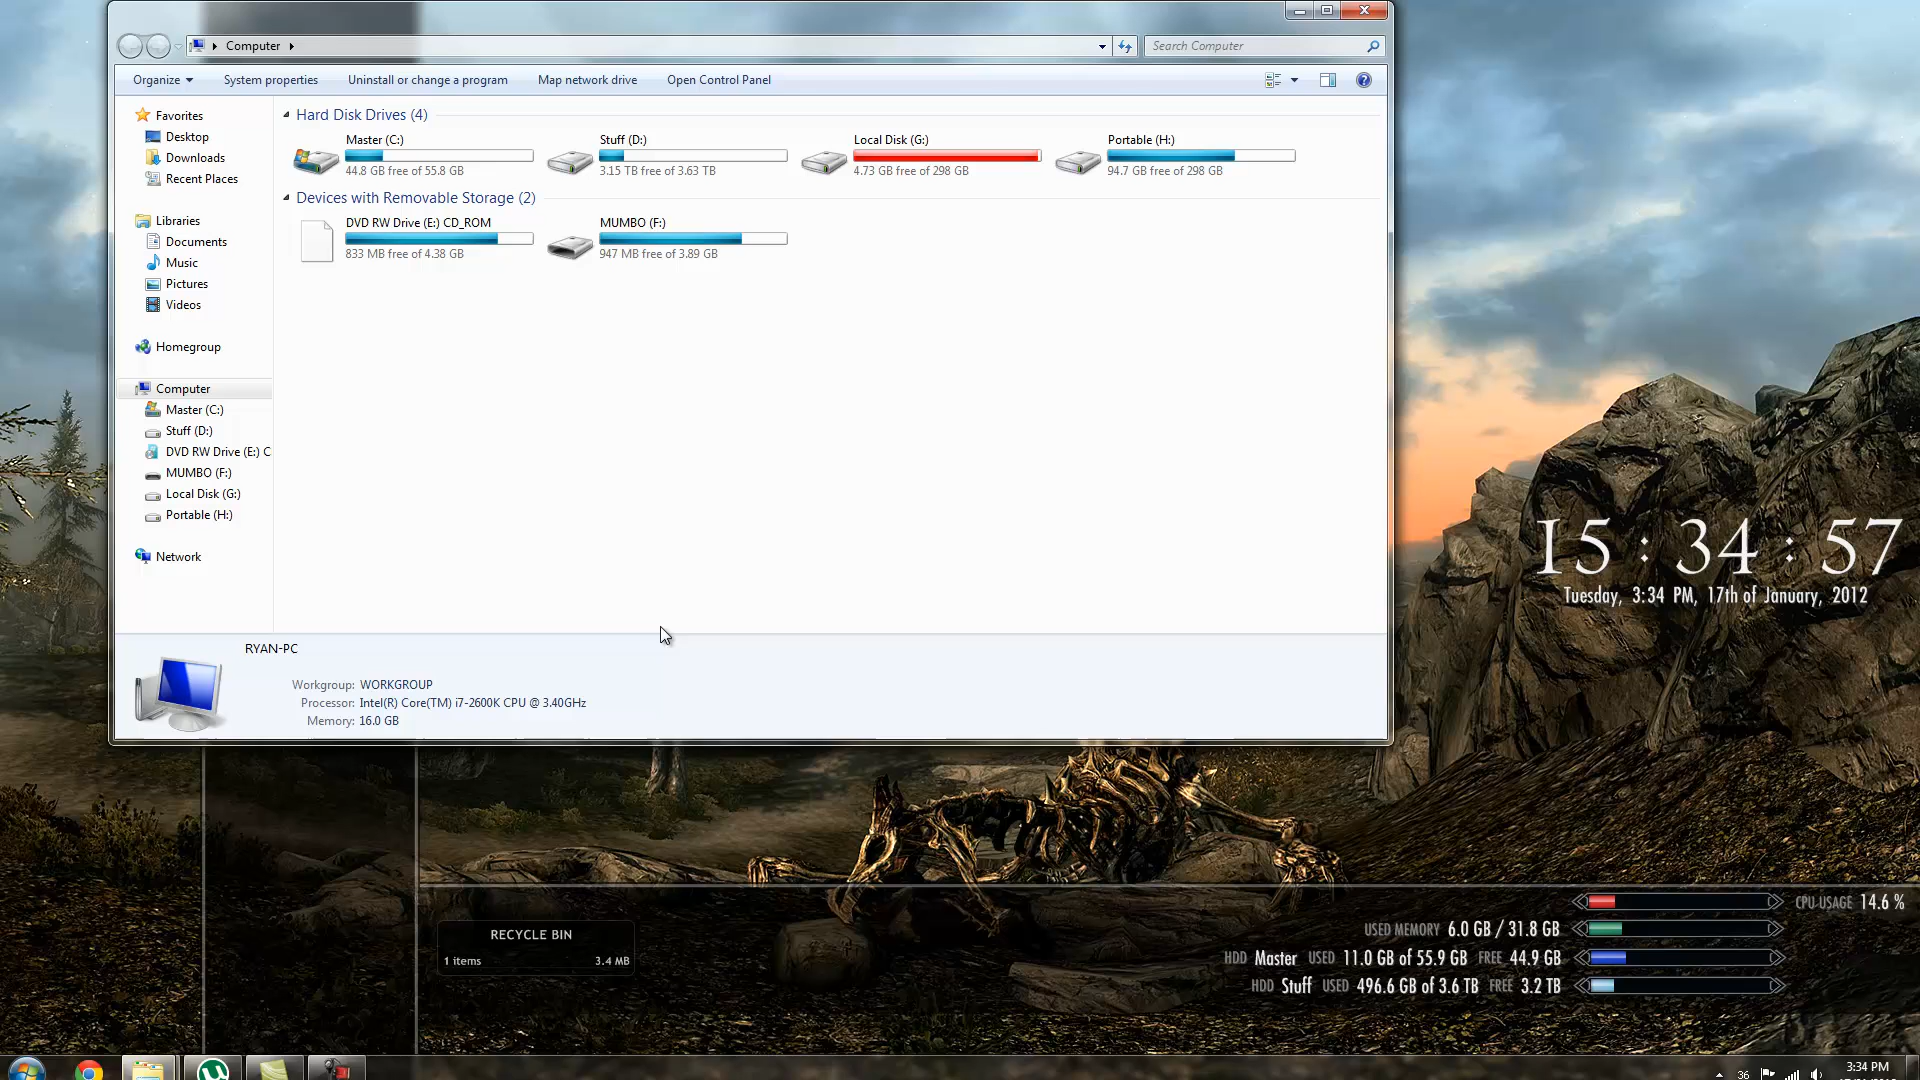 Computer
Search Computer
Organize
System properties
Uninstall or change a program
Map network drive
Open Control Panel
Favorites
Desktop
Downloads
Recent Places
Libraries
Documents
Music
Pictures
Videos
Homegroup
Computer
Master (C:)
Stuff (D:)
DVD RW Drive (E:) C
MUMBO (F:)
Local Disk (G:)
Portable (H:)
Network
Hard Disk Drives (4)
Master (C:)
44.8 GB free of 55.8 GB
Stuff (D:)
3.15 TB free of 3.63 TB
Local Disk (G:)
4.73 GB free of 298 GB
Portable (H:)
94.7 GB free of 298 GB
Devices with Removable Storage (2)
DVD RW Drive (E:) CD_ROM
833 MB free of 4.38 GB
MUMBO (F:)
947 MB free of 3.89 GB
RYAN-PC
Workgroup: WORKGROUP
Processor: Intel(R) Core(TM) i7-2600K CPU @ 3.40GHz
Memory: 16.0 GB
15 : 34 : 57
Tuesday, 3:34 PM, 17th of January, 2012
RECYCLE BIN
1 items 3.4 MB
CPU USAGE 14.6 %
USED MEMORY 6.0 GB / 31.8 GB
HDD Master USED 11.0 GB of 55.9 GB FREE 44.9 GB
HDD Stuff USED 496.6 GB of 3.6 TB FREE 3.2 TB
36
3:34 PM